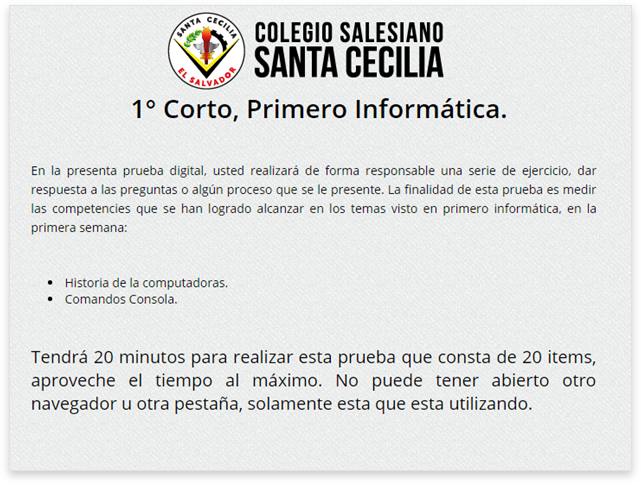 SANTA CECILIA
EL SALVADOR
COLEGIO SALESIANO
SANTA CECILIA
1° Corto, Primero Informática.
En la presenta prueba digital, usted realizará de forma responsable una serie de ejercicio, dar
respuesta a las preguntas o algún proceso que se le presente. La finalidad de esta prueba es medir
las competencies que se han logrado alcanzar en los temas visto en primero informática, en la
primera semana:
• Historia de la computadoras.
• Comandos Consola.
Tendrá 20 minutos para realizar esta prueba que consta de 20 items,
aproveche el tiempo al máximo. No puede tener abierto otro
navegador u otra pestaña, solamente esta que esta utilizando.